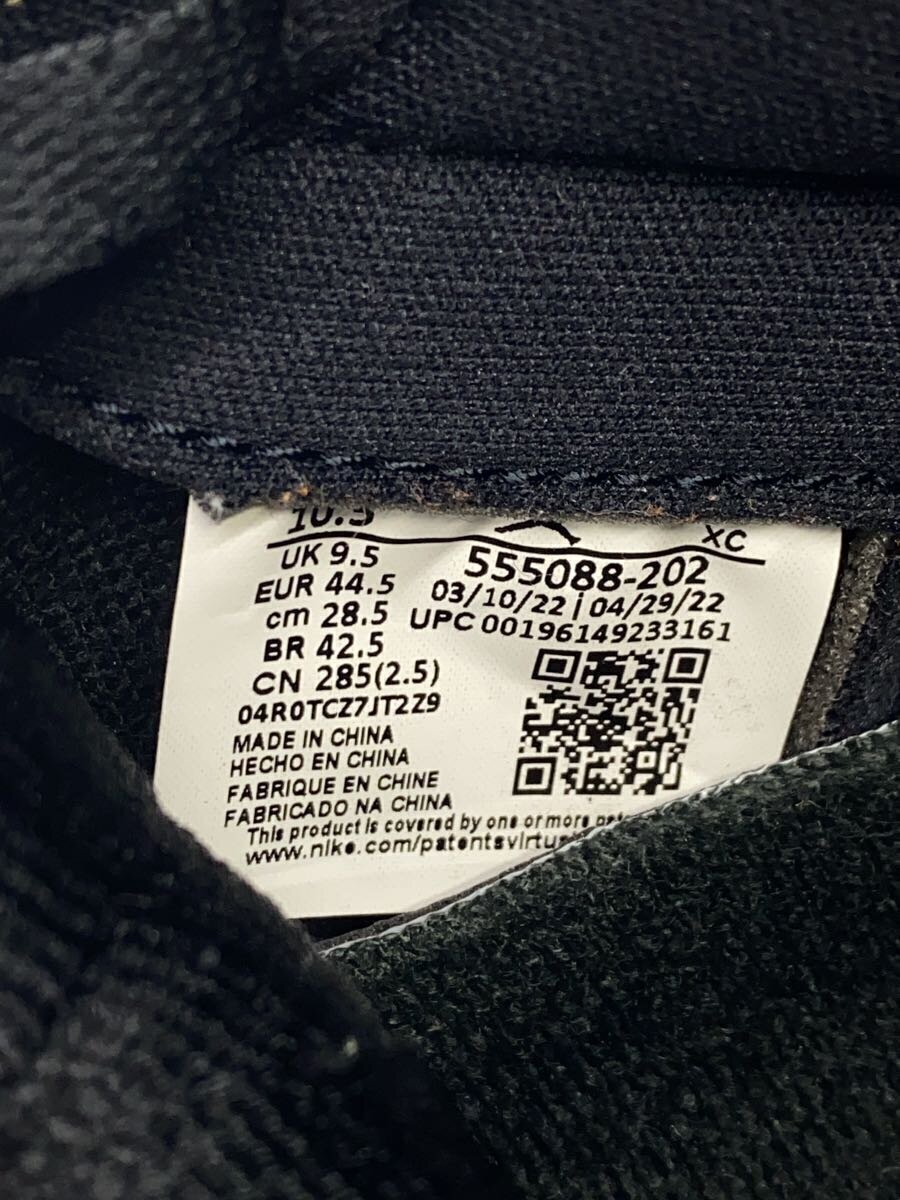 10.5
XC
UK 9.5
EUR 44.5
cm 28.5
BR 42.5
CN 285(2.5)
555088-202
03/10/22 | 04/29/22
UPC 00196149233161
04R0TCZ7JT2Z9
MADE IN CHINA
HECHO EN CHINA
FABRIQUE EN CHINE
FABRICADO NA CHINA
This product is covered by one or more
www.nike.com/patentsvirtu